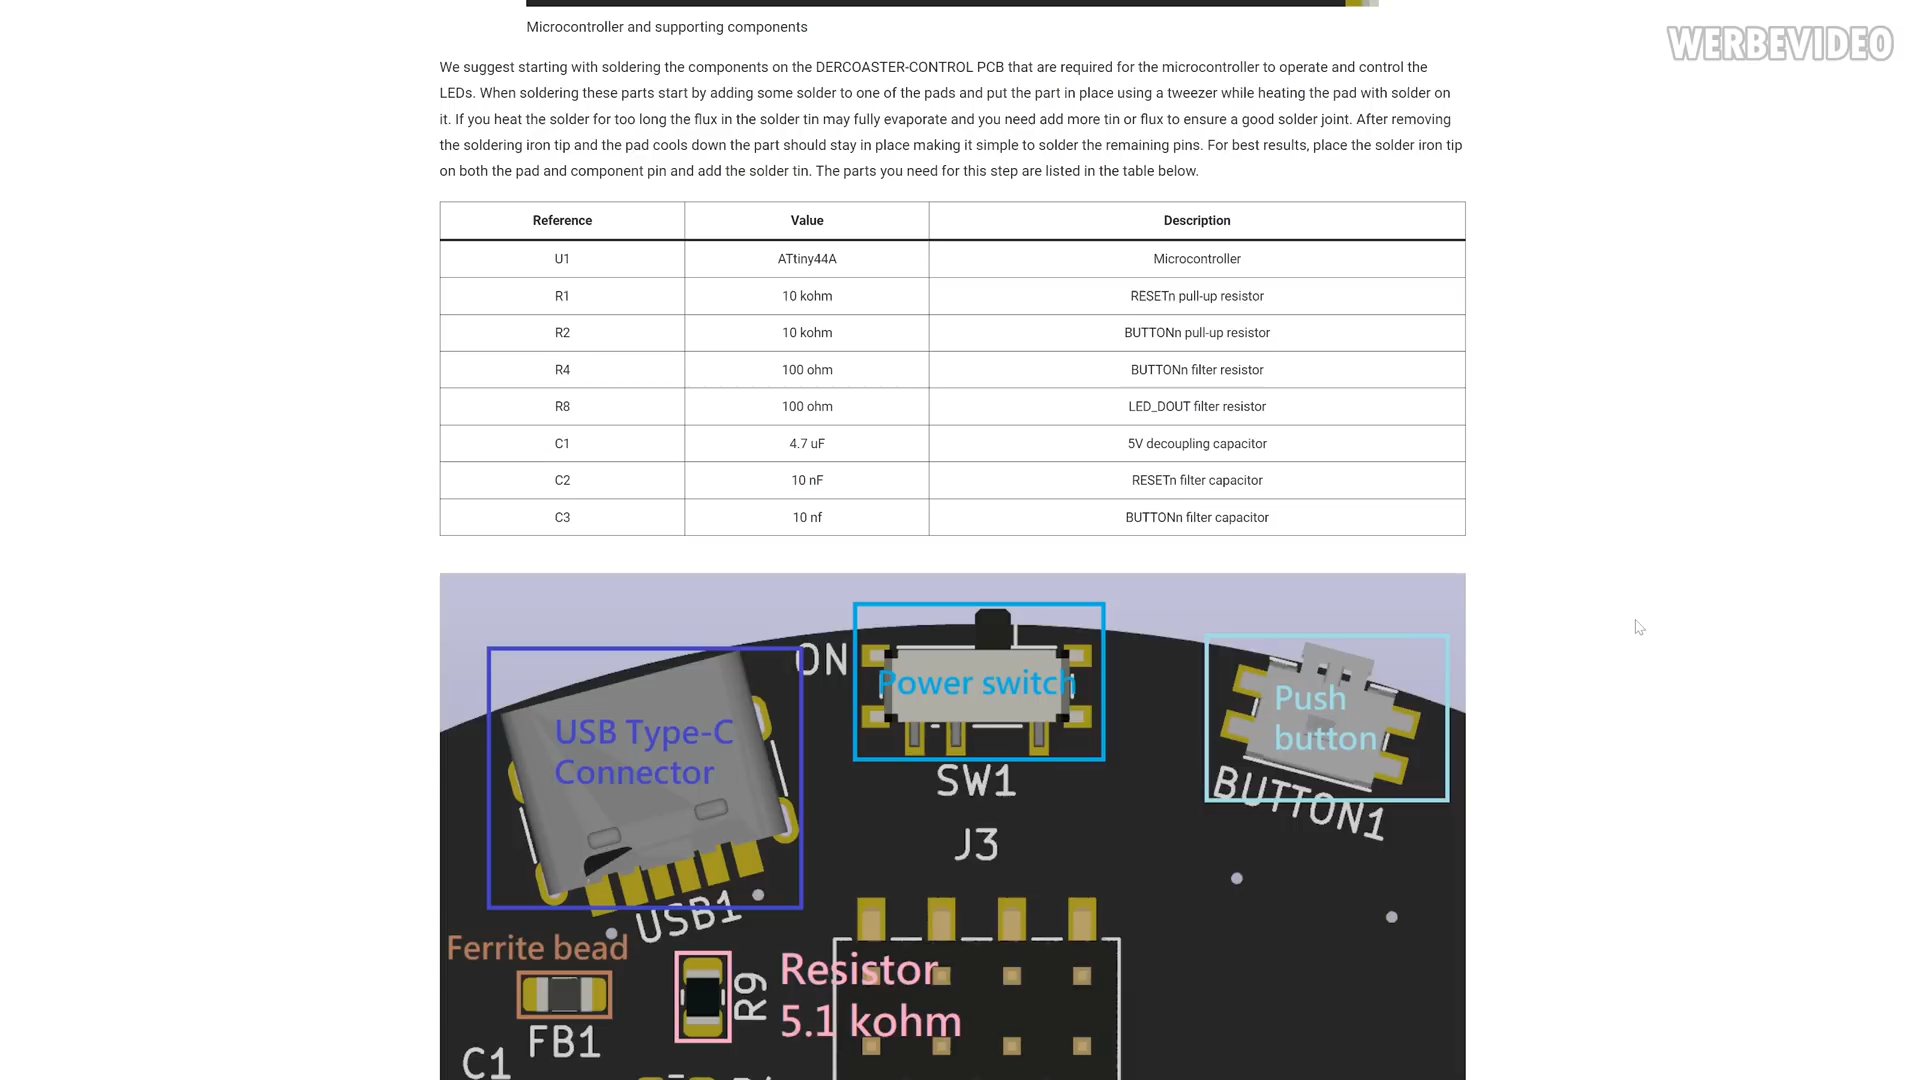 WERBEVIDEO
Microcontroller and supporting components
We suggest starting with soldering the components on the DERCOASTER-CONTROL PCB that are required for the microcontroller to operate and control the
LEDs. When soldering these parts start by adding some solder to one of the pads and put the part in place using a tweezer while heating the pad with solder on
it. If you heat the solder for too long the flux in the solder tin may fully evaporate and you need add more tin or flux to ensure a good solder joint. After removing
the soldering iron tip and the pad cools down the part should stay in place making it simple to solder the remaining pins. For best results, place the solder iron tip
on both the pad and component pin and add the solder tin. The parts you need for this step are listed in the table below.
Reference Value Description
U1 ATtiny44A Microcontroller
R1 10 kohm RESETn pull-up resistor
R2 10 kohm BUTTONn pull-up resistor
R4 100 ohm BUTTONn filter resistor
R8 100 ohm LED_DOUT filter resistor
C1 4.7 uF 5V decoupling capacitor
C2 10 nF RESETn filter capacitor
C3 10 nf BUTTONn filter capacitor
ON
Power switch
USB Type-C
Connector
Push
button
SW1
BUTTON1
J3
USB1
Ferrite bead
Resistor
5.1 kohm
R9
FB1
C1